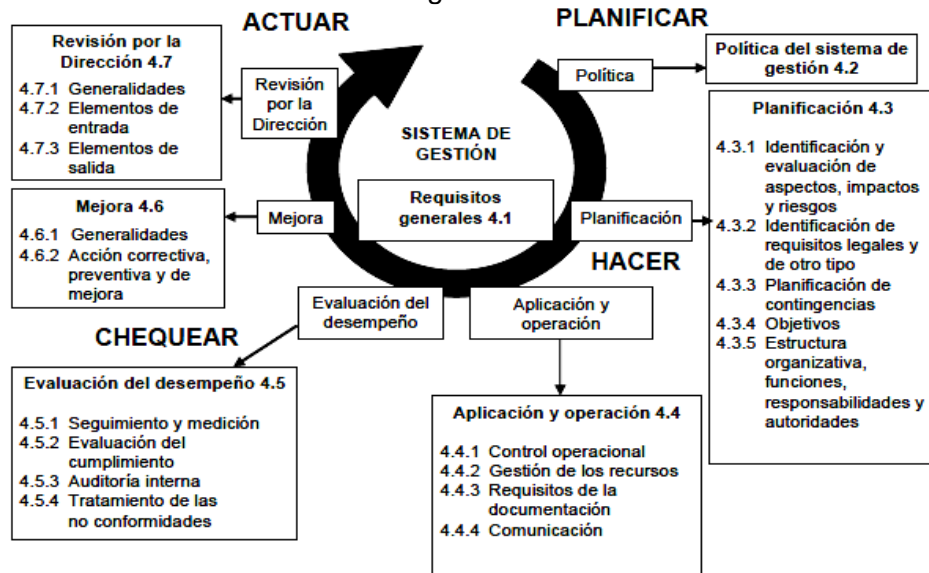 ACTUAR
PLANIFICAR
Revisión por la
Dirección 4.7
4.7.1 Generalidades
4.7.2 Elementos de
entrada
4.7.3 Elementos de
salida
Revisión
por la
Dirección
Política
Política del sistema de
gestión 4.2
SISTEMA DE
GESTIÓN
Requisitos
generales 4.1
Planificación 4.3
4.3.1 Identificación y
evaluación de
aspectos, impactos
y riesgos
4.3.2 Identificación de
requisitos legales y
de otro tipo
4.3.3 Planificación de
contingencias
4.3.4 Objetivos
4.3.5 Estructura
organizativa,
funciones,
responsabilidades y
autoridades
Mejora 4.6
4.6.1 Generalidades
4.6.2 Acción correctiva,
preventiva y de
mejora
Mejora
Planificación
HACER
Evaluación del
desempeño
Aplicación y
operación
CHEQUEAR
Evaluación del desempeño 4.5
4.5.1 Seguimiento y medición
4.5.2 Evaluación del
cumplimiento
4.5.3 Auditoría interna
4.5.4 Tratamiento de las
no conformidades
Aplicación y operación 4.4
4.4.1 Control operacional
4.4.2 Gestión de los recursos
4.4.3 Requisitos de la
documentación
4.4.4 Comunicación